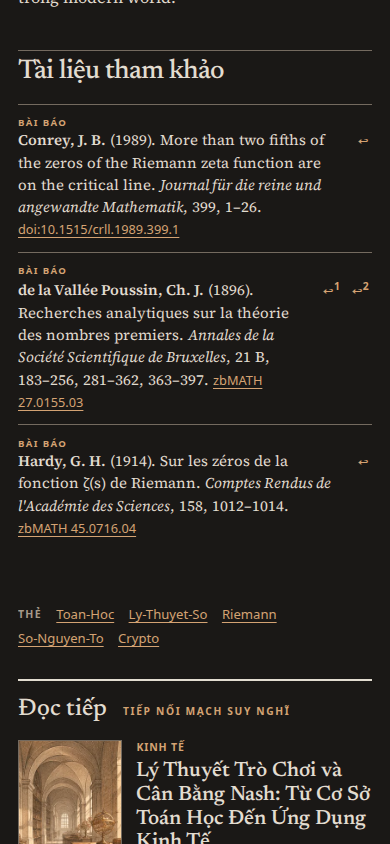 trong modern world.
Tài liệu tham khảo
BÀI BÁO
Conrey, J. B. (1989). More than two fifths of ↩
the zeros of the Riemann zeta function are
on the critical line. Journal für die reine und
angewandte Mathematik, 399, 1–26.
doi:10.1515/crll.1989.399.1
BÀI BÁO
de la Vallée Poussin, Ch. J. (1896). ↩1 ↩2
Recherches analytiques sur la théorie
des nombres premiers. Annales de la
Société Scientifique de Bruxelles, 21 B,
183–256, 281–362, 363–397. zbMATH
27.0155.03
BÀI BÁO
Hardy, G. H. (1914). Sur les zéros de la ↩
fonction ζ(s) de Riemann. Comptes Rendus de
l'Académie des Sciences, 158, 1012–1014.
zbMATH 45.0716.04
THẺ Toan-Hoc Ly-Thuyet-So Riemann
So-Nguyen-To Crypto
Đọc tiếp TIẾP NỐI MẠCH SUY NGHĨ
KINH TẾ
Lý Thuyết Trò Chơi và
Cân Bằng Nash: Từ Cơ Sở
Toán Học Đến Ứng Dụng
Kinh Tế